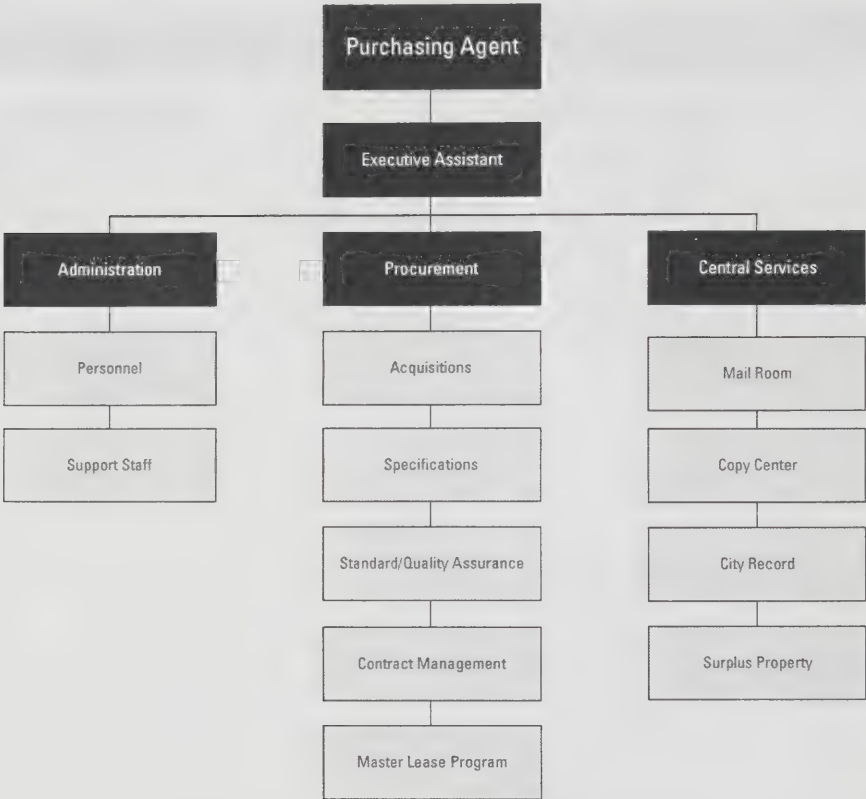 Purchasing Agent
Executive Assistant
Administration
Procurement
Central Services
Personnel
Acquisitions
Mail Room
Support Staff
Specifications
Copy Center
Standard/Quality Assurance
City Record
Contract Management
Surplus Property
Master Lease Program